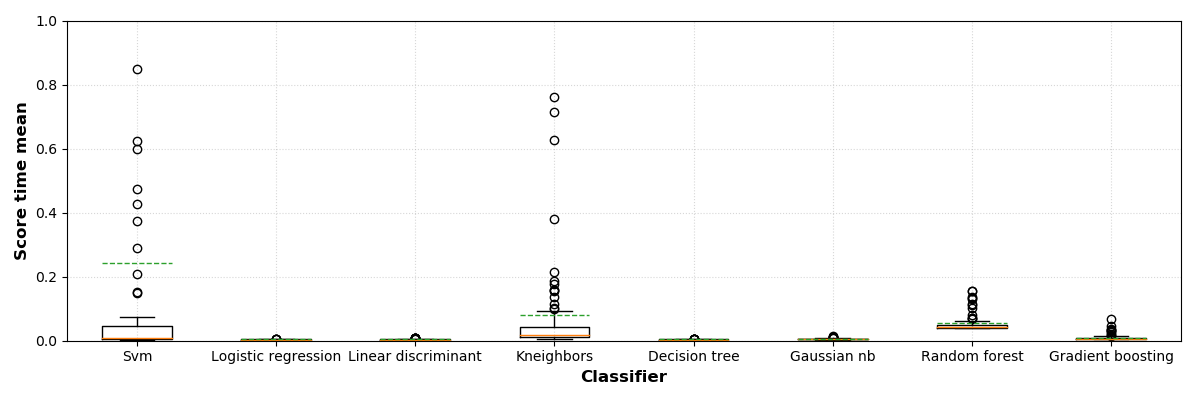 Score time mean
1.0
0.8
0.6
0.4
0.2
0.0
Svm Logistic regression Linear discriminant Kneighbors Decision tree Gaussian nb Random forest Gradient boosting
Classifier